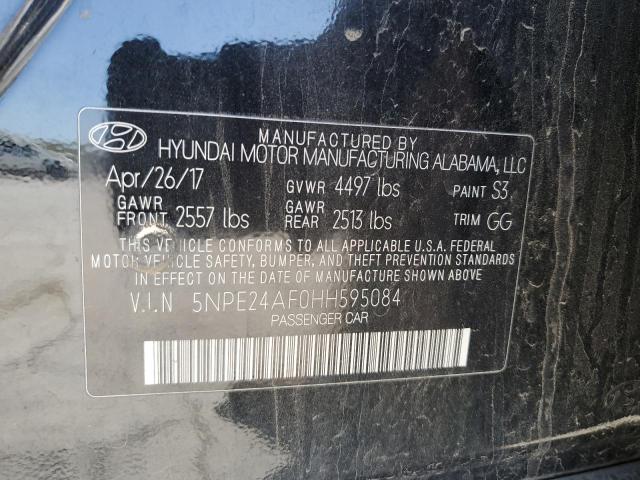 MANUFACTURED BY
HYUNDAI MOTOR MANUFACTURING ALABAMA, LLC
Apr/26/17 GVWR 4497 lbs PAINT S3
GAWR FRONT 2557 lbs GAWR REAR 2513 lbs TRIM GG
THIS VEHICLE CONFORMS TO ALL APPLICABLE U.S.A. FEDERAL
MOTOR VEHICLE SAFETY, BUMPER, AND THEFT PREVENTION STANDARDS
IN EFFECT ON THE DATE OF MANUFACTURE SHOWN ABOVE.
V.I.N 5NPE24AF0HH595084
PASSENGER CAR